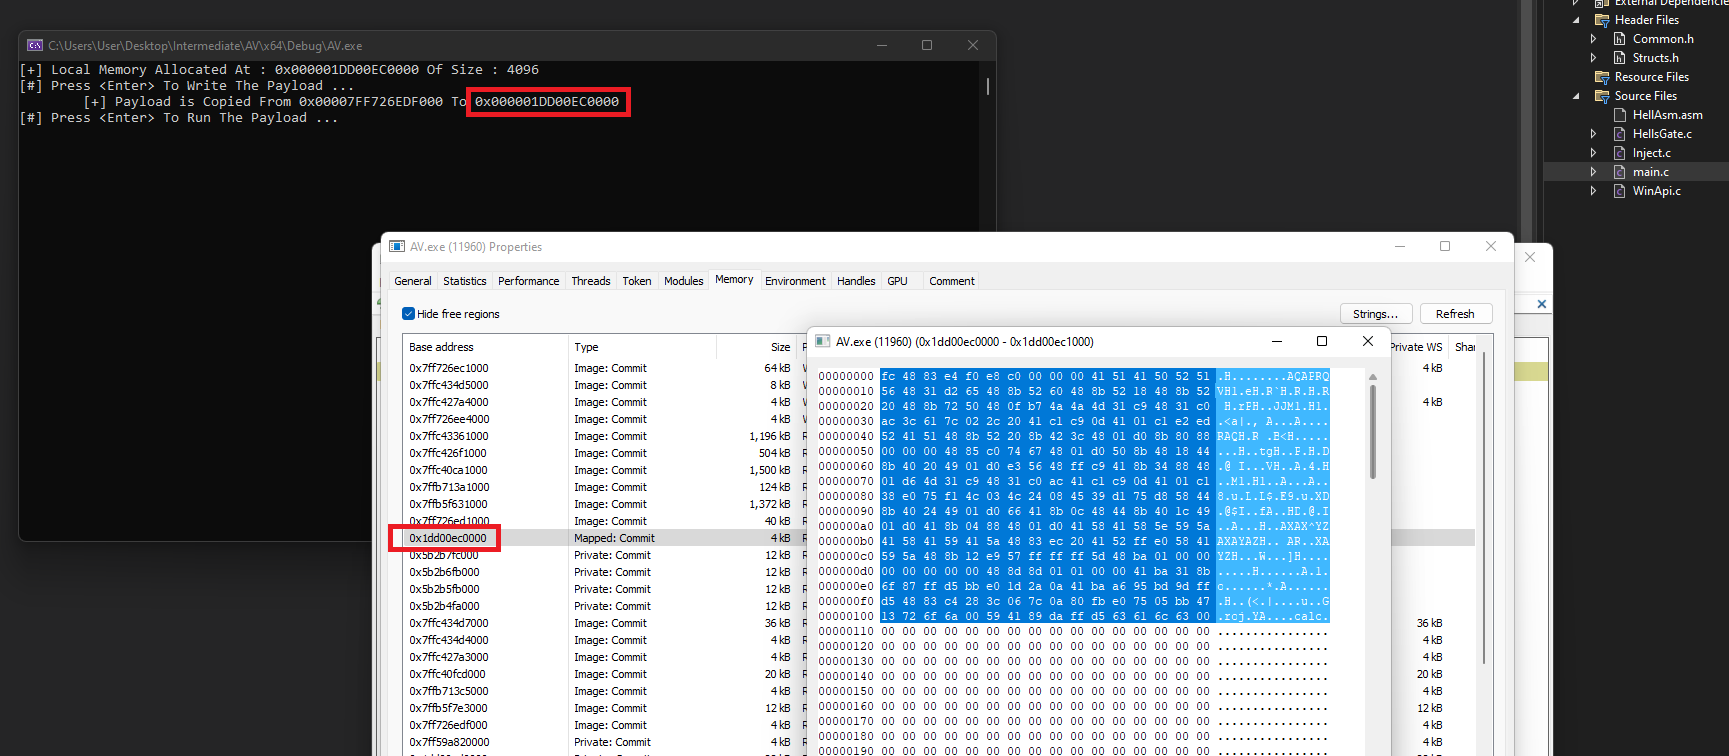 External Dependencie
Header Files
Common.h
Structs.h
Resource Files
Source Files
HellAsm.asm
HellsGate.c
Inject.c
main.c
WinApi.c
C:\Users\User\Desktop\Intermediate\AV\x64\Debug\AV.exe
[+] Local Memory Allocated At : 0x000001DD00EC0000 Of Size : 4096
[#] Press <Enter> To Write The Payload ...
[+] Payload is Copied From 0x00007FF726EDF000 To 0x000001DD00EC0000
[#] Press <Enter> To Run The Payload ...
AV.exe (11960) Properties
General Statistics Performance Threads Token Modules Memory Environment Handles GPU Comment
Hide free regions
Strings... Refresh
Base address Type Size Private WS Shar
0x7ff726ec1000 Image: Commit 64 kB 4 kB
0x7ffc434d5000 Image: Commit 8 kB
0x7ffc427a4000 Image: Commit 4 kB 4 kB
0x7ff726ee4000 Image: Commit 4 kB
0x7ffc43361000 Image: Commit 1,196 kB
0x7ffc426f1000 Image: Commit 504 kB
0x7ffc40ca1000 Image: Commit 1,500 kB
0x7ffb713a1000 Image: Commit 124 kB
0x7ffb5f631000 Image: Commit 1,372 kB
0x7ff726ed1000 Image: Commit 40 kB
0x1dd00ec0000 Mapped: Commit 4 kB
0x5b2b7fc000 Private: Commit 12 kB
0x5b2b6fb000 Private: Commit 12 kB
0x5b2b5fb000 Private: Commit 12 kB
0x5b2b4fa000 Private: Commit 12 kB
0x7ffc434d7000 Image: Commit 36 kB 36 kB
0x7ffc434d4000 Image: Commit 4 kB 4 kB
0x7ffc427a3000 Image: Commit 4 kB 4 kB
0x7ffc40fcd000 Image: Commit 20 kB 20 kB
0x7ffb713c5000 Image: Commit 4 kB 4 kB
0x7ffb5f7e3000 Image: Commit 12 kB 12 kB
0x7ff726edf000 Image: Commit 4 kB 4 kB
0x7ff59a820000 Image: Commit 4 kB 4 kB
AV.exe (11960) (0x1dd00ec0000 - 0x1dd00ec1000)
00000000 fc 48 83 e4 f0 e8 c0 00 00 00 41 51 41 50 52 51 .H........AQAPRQ
00000010 56 48 31 d2 65 48 8b 52 60 48 8b 52 18 48 8b 52 VH1.eH.R`H.R.H.R
00000020 20 48 8b 72 50 48 0f b7 4a 4a 4d 31 c9 48 31 c0  H.rPH..JJM1.H1.
00000030 ac 3c 61 7c 02 2c 20 41 c1 c9 0d 41 01 c1 e2 ed .<a|., A...A....
00000040 52 41 51 48 8b 52 20 8b 42 3c 48 01 d0 8b 80 88 RAQH.R .B<H.....
00000050 00 00 00 48 85 c0 74 67 48 01 d0 50 8b 48 18 44 ...H..tgH..P.H.D
00000060 8b 40 20 49 01 d0 e3 56 48 ff c9 41 8b 34 88 48 .@ I...VH..A.4.H
00000070 01 d6 4d 31 c9 48 31 c0 ac 41 c1 c9 0d 41 01 c1 ..M1.H1..A...A..
00000080 38 e0 75 f1 4c 03 4c 24 08 45 39 d1 75 d8 58 44 8.u.L.L$.E9.u.XD
00000090 8b 40 24 49 01 d0 66 41 8b 0c 48 44 8b 40 1c 49 .@$I..fA..HD.@.I
000000a0 01 d0 41 8b 04 88 48 01 d0 41 58 41 58 5e 59 5a ..A...H..AXAX^YZ
000000b0 41 58 41 59 41 5a 48 83 ec 20 41 52 ff e0 58 41 AXAYAZH.. AR..XA
000000c0 59 5a 48 8b 12 e9 57 ff ff ff 5d 48 ba 01 00 00 YZH...W...]H....
000000d0 00 00 00 00 00 48 8d 8d 01 01 00 00 41 ba 31 8b .....H......A.1.
000000e0 6f 87 ff d5 bb e0 1d 2a 0a 41 ba a6 95 bd 9d ff o......*.A......
000000f0 d5 48 83 c4 28 3c 06 7c 0a 80 fb e0 75 05 bb 47 .H..(<.|....u..G
00000100 13 72 6f 6a 00 59 41 89 da ff d5 63 61 6c 63 00 .roj.YA....calc.
00000110 00 00 00 00 00 00 00 00 00 00 00 00 00 00 00 00 ................
00000120 00 00 00 00 00 00 00 00 00 00 00 00 00 00 00 00 ................
00000130 00 00 00 00 00 00 00 00 00 00 00 00 00 00 00 00 ................
00000140 00 00 00 00 00 00 00 00 00 00 00 00 00 00 00 00 ................
00000150 00 00 00 00 00 00 00 00 00 00 00 00 00 00 00 00 ................
00000160 00 00 00 00 00 00 00 00 00 00 00 00 00 00 00 00 ................
00000170 00 00 00 00 00 00 00 00 00 00 00 00 00 00 00 00 ................
00000180 00 00 00 00 00 00 00 00 00 00 00 00 00 00 00 00 ................
00000190 00 00 00 00 00 00 00 00 00 00 00 00 00 00 00 00 ................